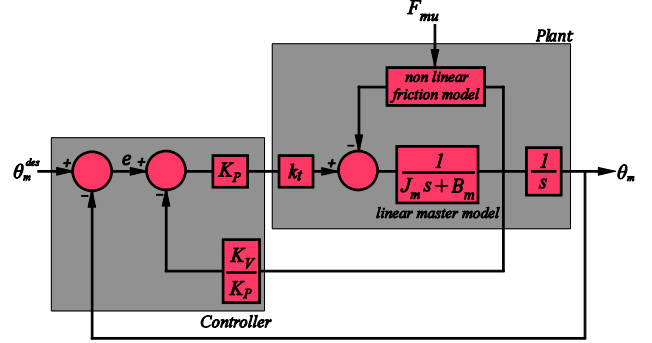 F_mu
Plant
non linear
friction model
θ_m^des
+
-
e
+
-
K_P
k_t
+
-
1
J_m s + B_m
linear master model
1
s
θ_m
K_V
K_P
Controller